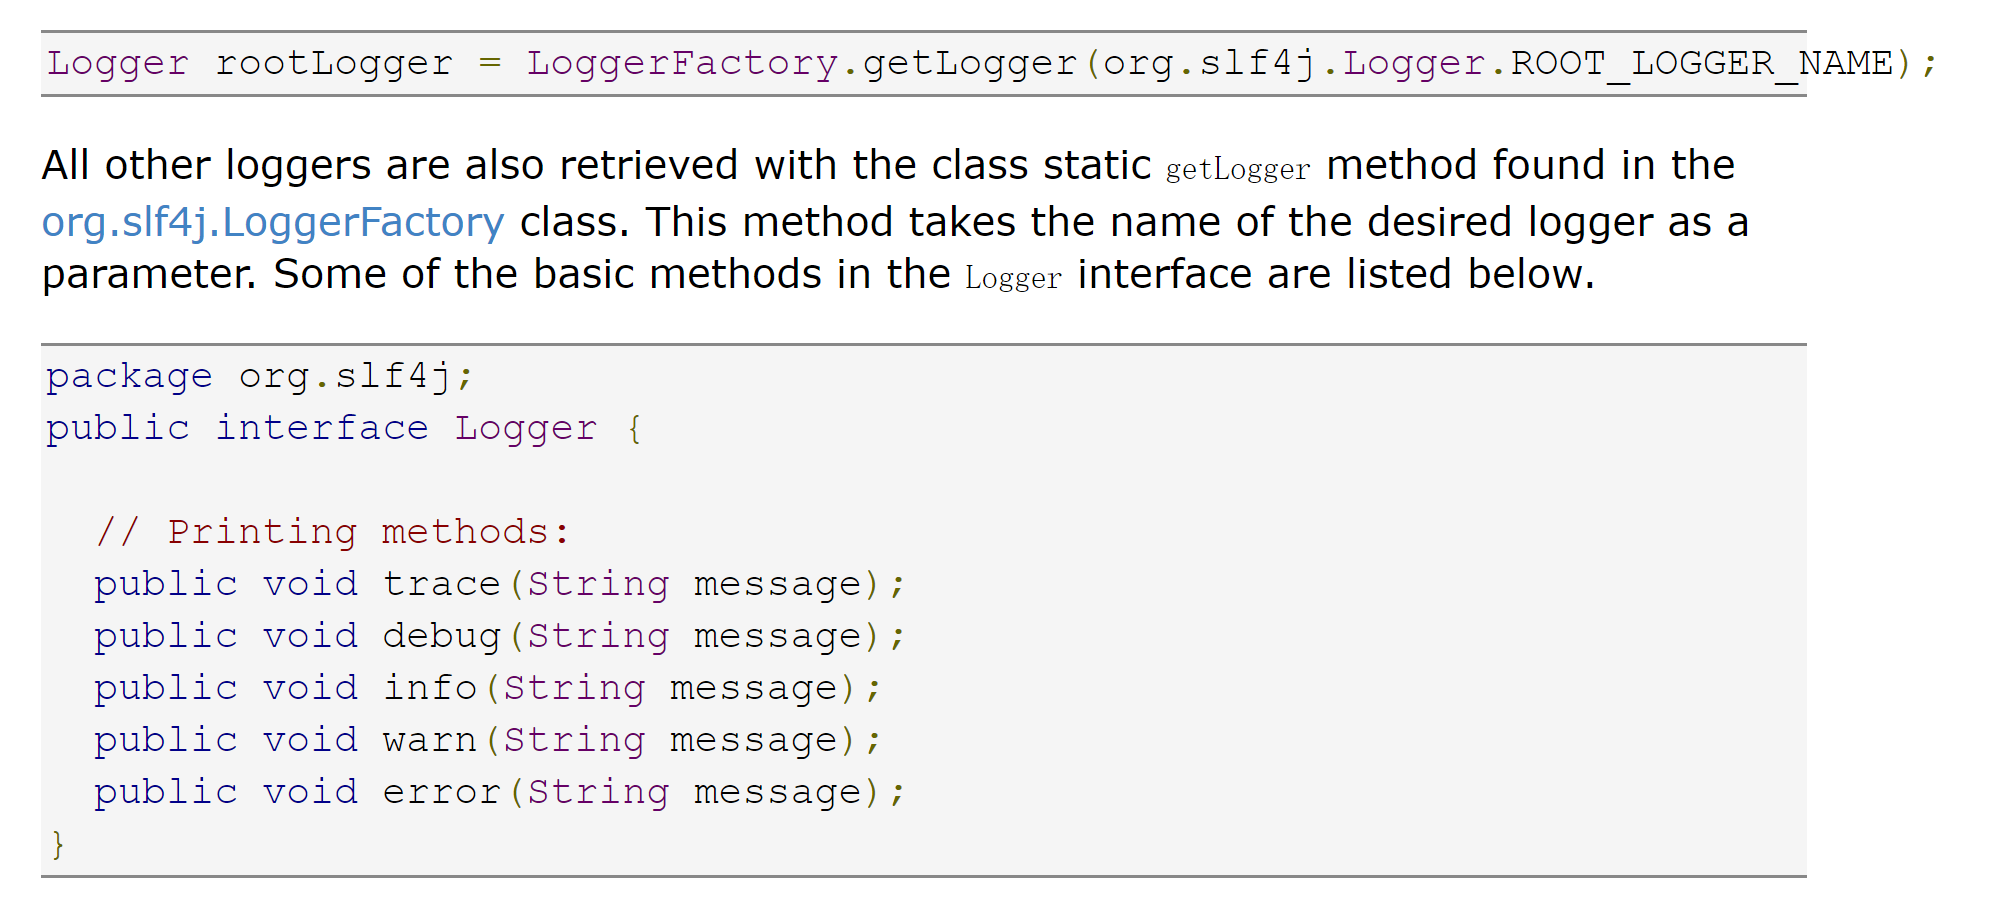 Logger rootLogger = LoggerFactory.getLogger(org.slf4j.Logger.ROOT_LOGGER_NAME);
All other loggers are also retrieved with the class static getLogger method found in the
org.slf4j.LoggerFactory class. This method takes the name of the desired logger as a
parameter. Some of the basic methods in the Logger interface are listed below.
package org.slf4j;
public interface Logger {
// Printing methods:
public void trace(String message);
public void debug(String message);
public void info(String message);
public void warn(String message);
public void error(String message);
}